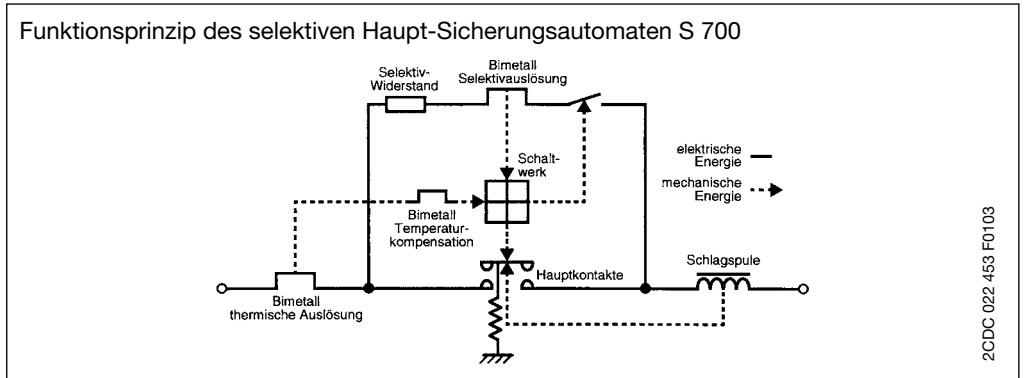 Funktionsprinzip des selektiven Haupt-Sicherungsautomaten S 700
Selektiv-
Widerstand
Bimetall
Selektivauslösung
elektrische
Energie
mechanische
Energie
Schalt-
werk
Bimetall
Temperatur-
kompensation
Schlagspule
Hauptkontakte
Bimetall
thermische Auslösung
2CDC 022 453 F0103